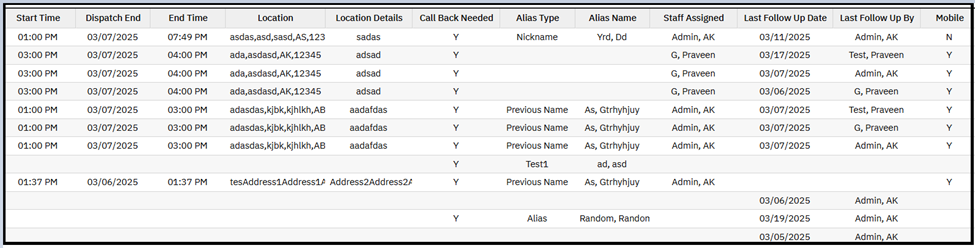 Start Time Dispatch End End Time Location Location Details Call Back Needed Alias Type Alias Name Staff Assigned Last Follow Up Date Last Follow Up By Mobile
01:00 PM 03/07/2025 07:49 PM asdas,asd,sasd,AS,123 sadas Y Nickname Yrd, Dd Admin, AK 03/11/2025 Admin, AK N
03:00 PM 03/07/2025 04:00 PM ada,asdasd,AK,12345 adsad Y G, Praveen 03/17/2025 Test, Praveen Y
03:00 PM 03/07/2025 04:00 PM ada,asdasd,AK,12345 adsad Y G, Praveen 03/07/2025 Admin, AK Y
03:00 PM 03/07/2025 04:00 PM ada,asdasd,AK,12345 adsad Y G, Praveen 03/06/2025 G, Praveen Y
01:00 PM 03/07/2025 03:00 PM adasdas,kjbk,kjhlkh,AB aadafdas Y Previous Name As, Gtrhyhjuy Admin, AK 03/07/2025 Test, Praveen Y
01:00 PM 03/07/2025 03:00 PM adasdas,kjbk,kjhlkh,AB aadafdas Y Previous Name As, Gtrhyhjuy Admin, AK 03/07/2025 G, Praveen Y
01:00 PM 03/07/2025 03:00 PM adasdas,kjbk,kjhlkh,AB aadafdas Y Previous Name As, Gtrhyhjuy Admin, AK 03/07/2025 Admin, AK Y
Y Test1 ad, asd
01:37 PM 03/06/2025 01:37 PM tesAddress1Address1A Address2Address2A Y Previous Name As, Gtrhyhjuy Admin, AK Y
03/06/2025 Admin, AK
Y Alias Random, Randon 03/19/2025 Admin, AK
03/05/2025 Admin, AK